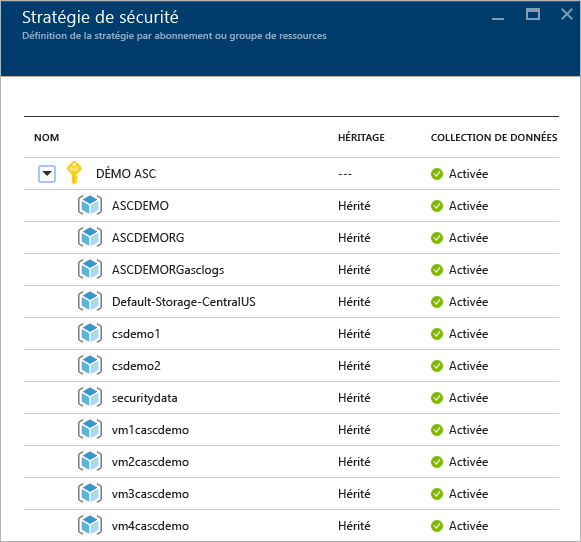 Stratégie de sécurité
Définition de la stratégie par abonnement ou groupe de ressources
NOM HÉRITAGE COLLECTION DE DONNÉES
DÉMO ASC --- Activée
ASCDEMO Hérité Activée
ASCDEMORG Hérité Activée
ASCDEMORGasclogs Hérité Activée
Default-Storage-CentralUS Hérité Activée
csdemo1 Hérité Activée
csdemo2 Hérité Activée
securitydata Hérité Activée
vm1cascdemo Hérité Activée
vm2cascdemo Hérité Activée
vm3cascdemo Hérité Activée
vm4cascdemo Hérité Activée